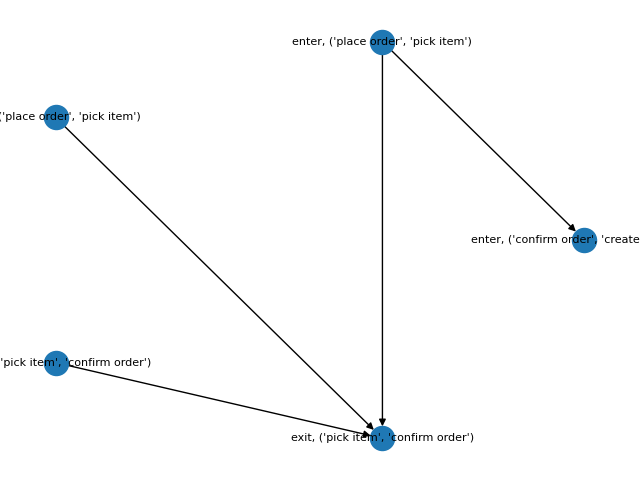 enter, ('place order', 'pick item')
('place order', 'pick item')
enter, ('confirm order', 'create
'pick item', 'confirm order')
exit, ('pick item', 'confirm order')